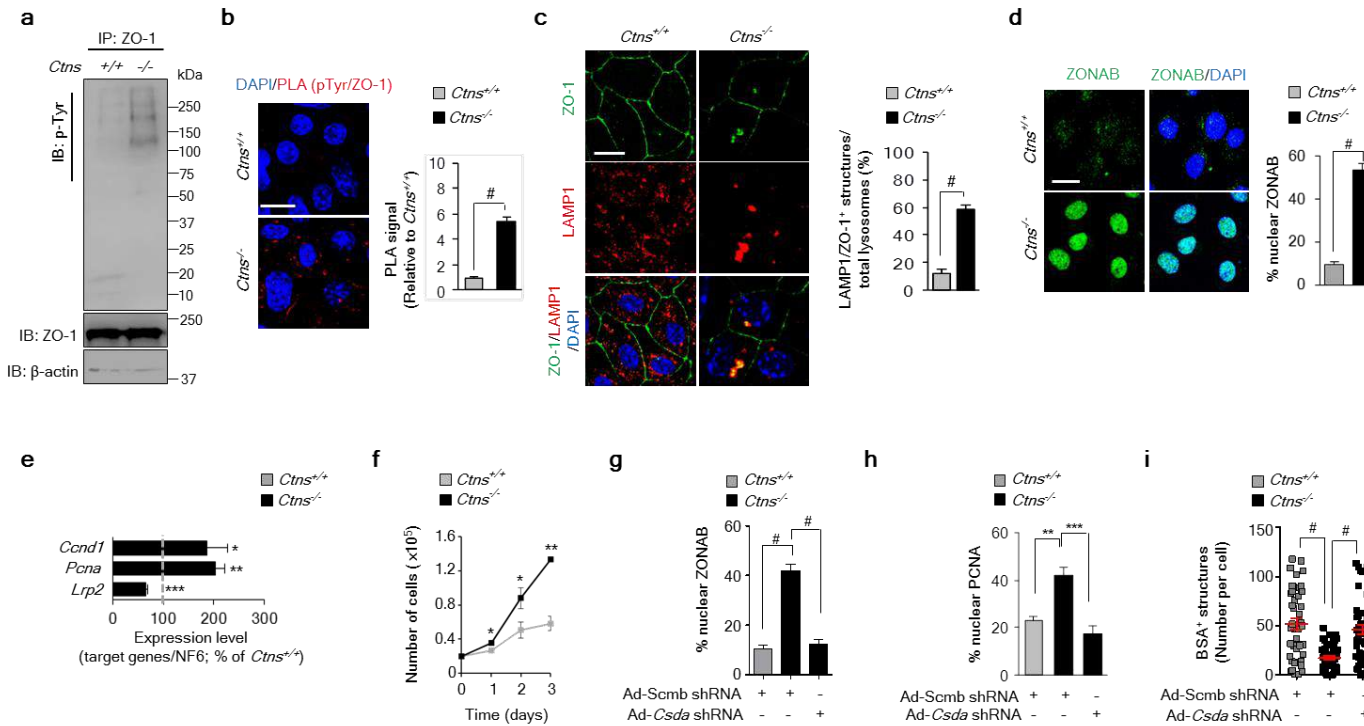 a
IP: ZO-1
Ctns +/+ -/-
kDa
IB: p-Tyr
250
150
100
75
50
37
25
20
10
IB: ZO-1
250
IB: β-actin
37
b
DAPI/PLA (pTyr/ZO-1)
Ctns+/+
Ctns-/-
Ctns+/+
Ctns-/-
PLA signal
(Relative to Ctns+/+)
10
8
6
4
2
0
#
c
Ctns+/+ Ctns-/-
ZO-1
LAMP1
ZO-1/LAMP1
/DAPI
Ctns+/+
Ctns-/-
LAMP1/ZO-1+ structures/
total lysosomes (%)
100
80
60
40
20
0
#
d
ZONAB ZONAB/DAPI
Ctns+/+
Ctns-/-
Ctns+/+
Ctns-/-
% nuclear ZONAB
60
40
20
0
#
e
Ctns+/+
Ctns-/-
Ccnd1 *
Pcna **
Lrp2 ***
0 100 200 300
Expression level
(target genes/NF6; % of Ctns+/+)
f
Ctns+/+
Ctns-/-
Number of cells (x10⁵)
1.6
1.2
0.8
0.4
0
* * **
0 1 2 3
Time (days)
g
Ctns+/+
Ctns-/-
% nuclear ZONAB
60
40
20
0
# #
Ad-Scmb shRNA + + -
Ad-Csda shRNA - - +
h
Ctns+/+
Ctns-/-
% nuclear PCNA
60
40
20
0
** ***
Ad-Scmb shRNA + + -
Ad-Csda shRNA - - +
i
Ctns+/+
Ctns-/-
BSA+ structures
(Number per cell)
150
100
50
0
# #
Ad-Scmb shRNA + +
Ad-Csda shRNA - -